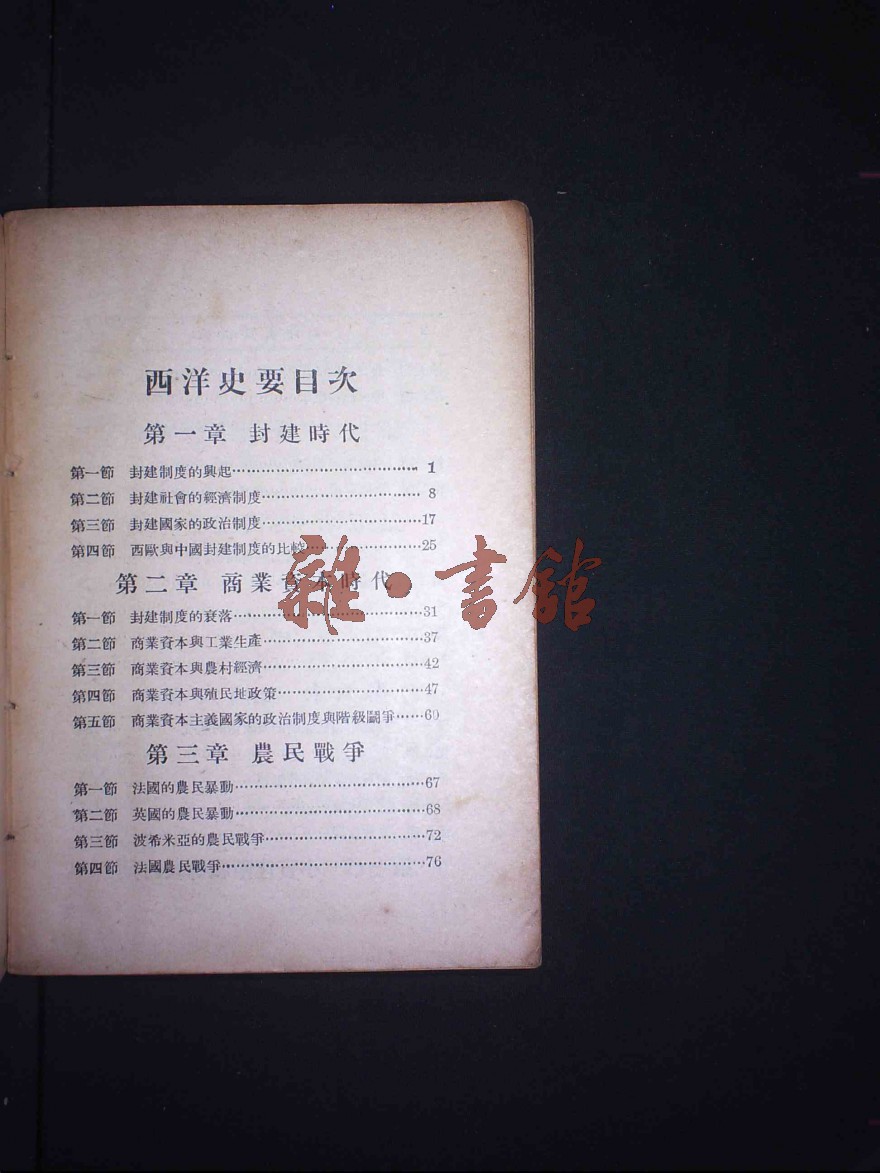 西洋史要目次
第一章 封建時代
第一節 封建制度的興起……………………………… 1
第二節 封建社會的經濟制度………………………… 8
第三節 封建國家的政治制度…………………………17
第四節 西歐與中國封建制度的比較…………………25
第二章 商業資本時代
第一節 封建制度的衰落………………………………31
第二節 商業資本與工業生產…………………………37
第三節 商業資本與農村經濟…………………………42
第四節 商業資本與殖民地政策………………………47
第五節 商業資本主義國家的政治制度與階級鬪爭……60
第三章 農民戰爭
第一節 法國的農民暴動………………………………67
第二節 英國的農民暴動………………………………68
第三節 波希米亞的農民戰爭…………………………72
第四節 法國農民戰爭…………………………………76
雜·書館